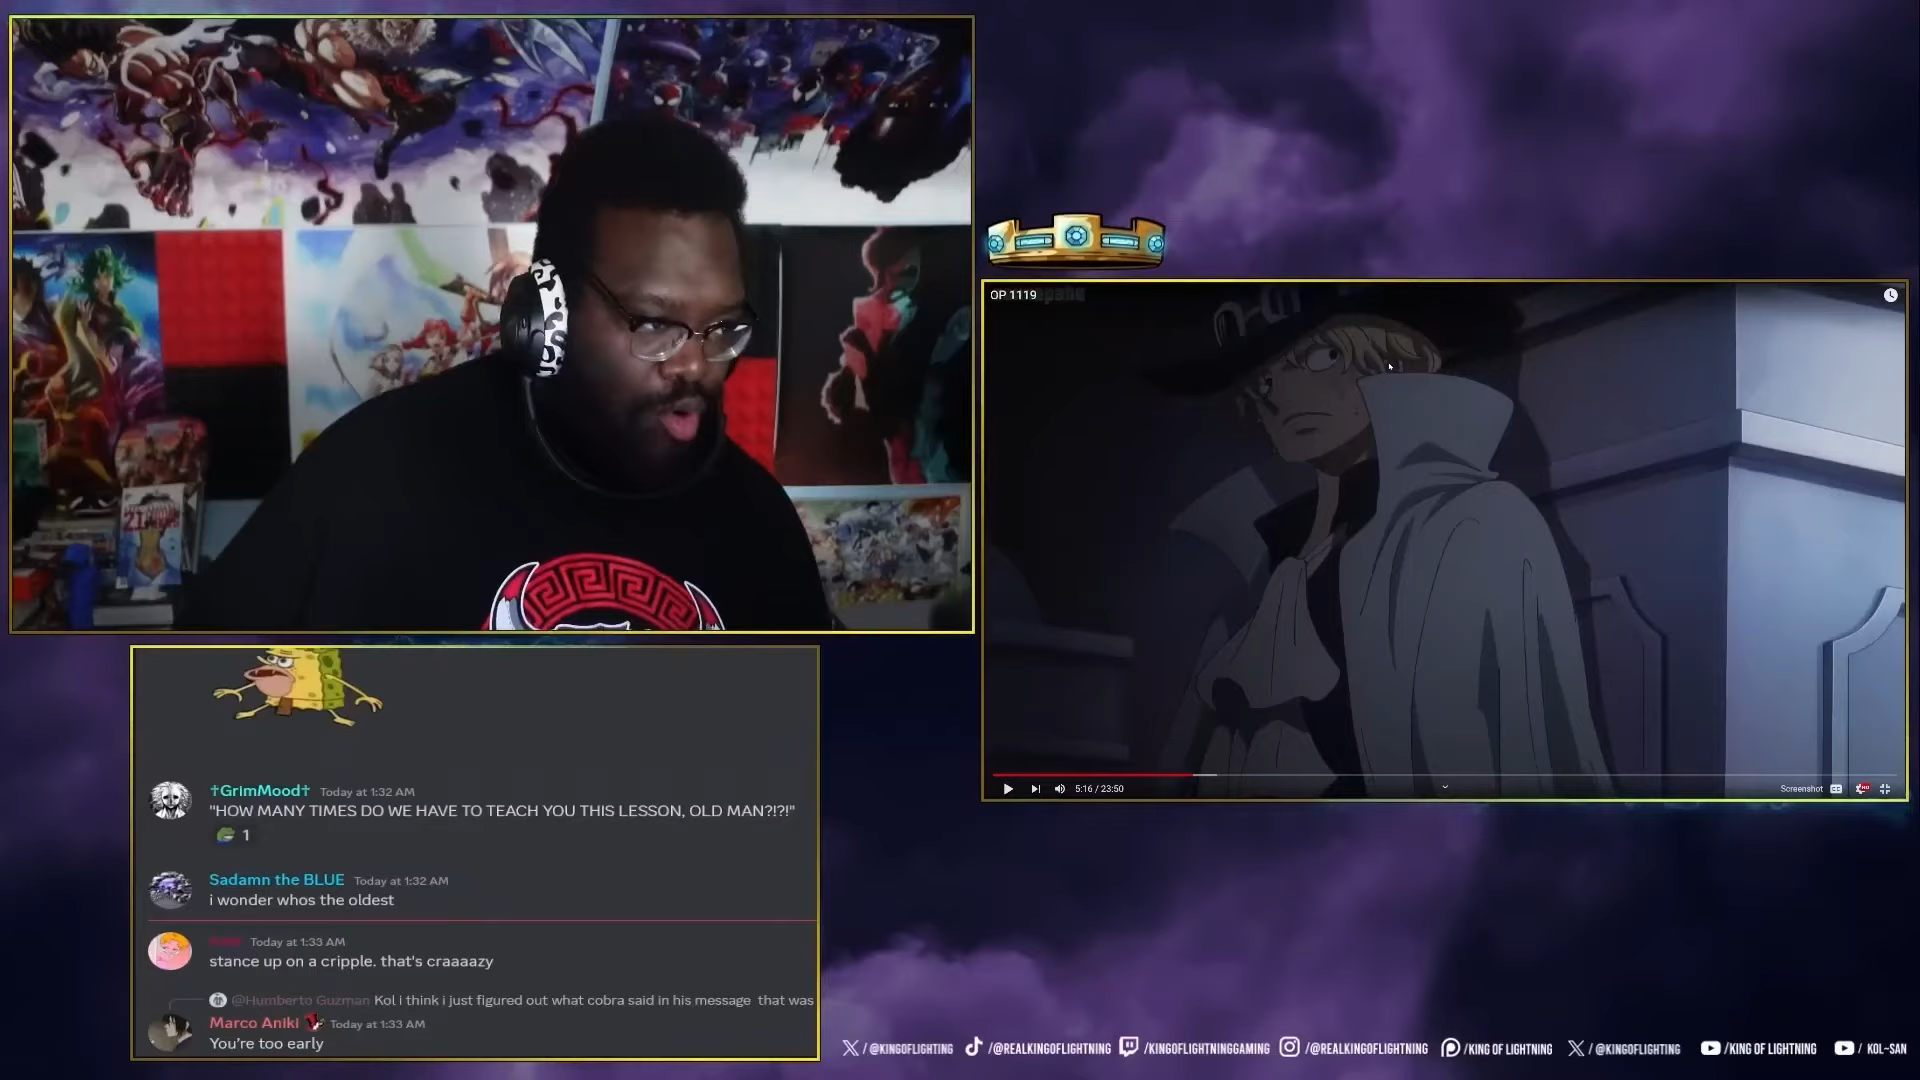 OP 1119
5:16 / 23:50
Screenshot
†GrimMood† Today at 1:32 AM
"HOW MANY TIMES DO WE HAVE TO TEACH YOU THIS LESSON, OLD MAN?!?!"
1
Sadamn the BLUE Today at 1:32 AM
i wonder whos the oldest
Today at 1:33 AM
stance up on a cripple. that's craaaazy
@Humberto Guzman Kol i think i just figured out what cobra said in his message that was
Marco Aniki Today at 1:33 AM
You're too early
/ @KINGOFLIGHTING /@REALKINGOFLIGHTNING /KINGOFLIGHTNINGGAMING /@REALKINGOFLIGHTNING /KING OF LIGHTNING / @KINGOFLIGHTING /KING OF LIGHTNING / KOL-SAN